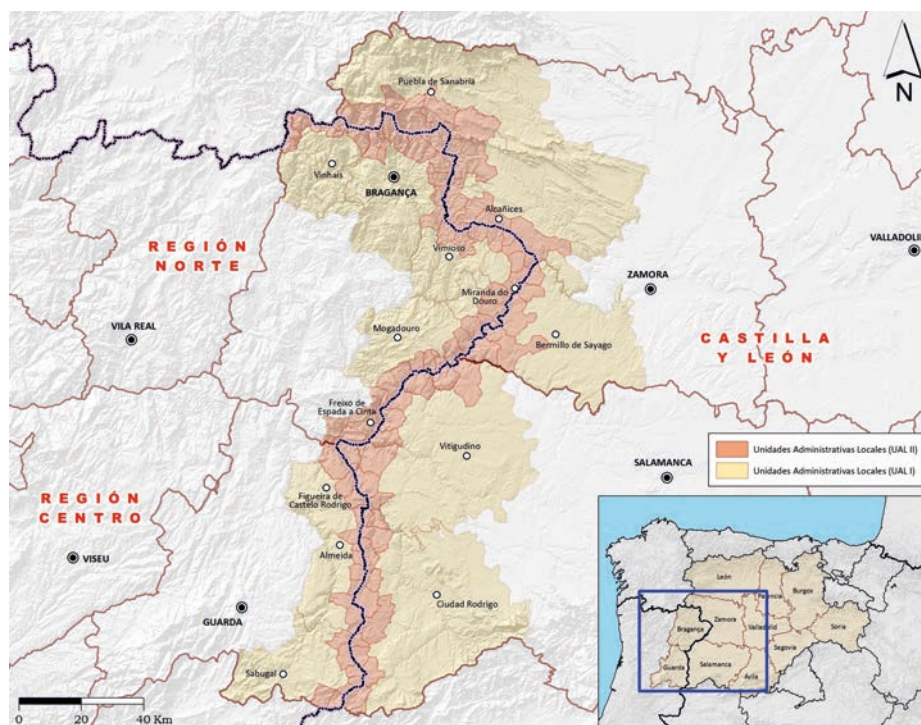 Puebla de Sanabria
N
Vinhais
BRAGANÇA
Alcañices
VALLADOLI
REGIÓN
NORTE
Vimioso
ZAMORA
Miranda do
Douro
VILA REAL
Mogadouro
Bermillo de Sayago
CASTILLA
Y LEÓN
Freixo de
Espada a Cinta
Vitigudino
Unidades Administrativas Locales (UAL II)
Unidades Administrativas Locales (UAL I)
SALAMANCA
REGIÓN
CENTRO
Figueira de
Castelo Rodrigo
VISEU
Almeida
Ciudad Rodrigo
GUARDA
Sabugal
León
Palencia
Burgos
Bragança
Zamora
Valladolid
Soria
Segovia
Guarda
Salamanca
Ávila
0 20 40 Km